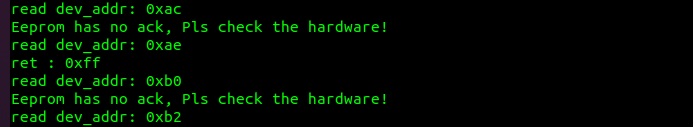 read dev_addr: 0xac
Eeprom has no ack, Pls check the hardware!
read dev_addr: 0xae
ret : 0xff
read dev_addr: 0xb0
Eeprom has no ack, Pls check the hardware!
read dev_addr: 0xb2